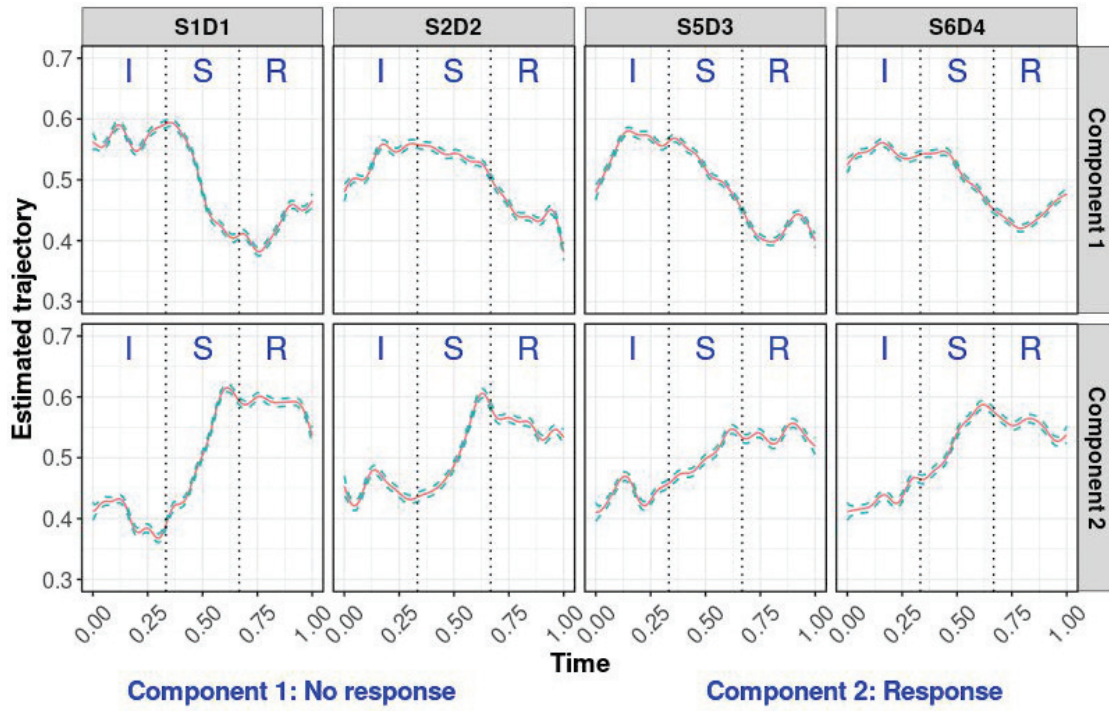 S1D1 S2D2 S5D3 S6D4
0.7
0.6
0.5
0.4
0.3
I S R I S R I S R I S R
Component 1
Estimated trajectory
0.7
0.6
0.5
0.4
0.3
I S R I S R I S R I S R
Component 2
0.00 0.25 0.50 0.75 1.00 0.00 0.25 0.50 0.75 1.00 0.00 0.25 0.50 0.75 1.00 0.00 0.25 0.50 0.75 1.00
Time
Component 1: No response Component 2: Response